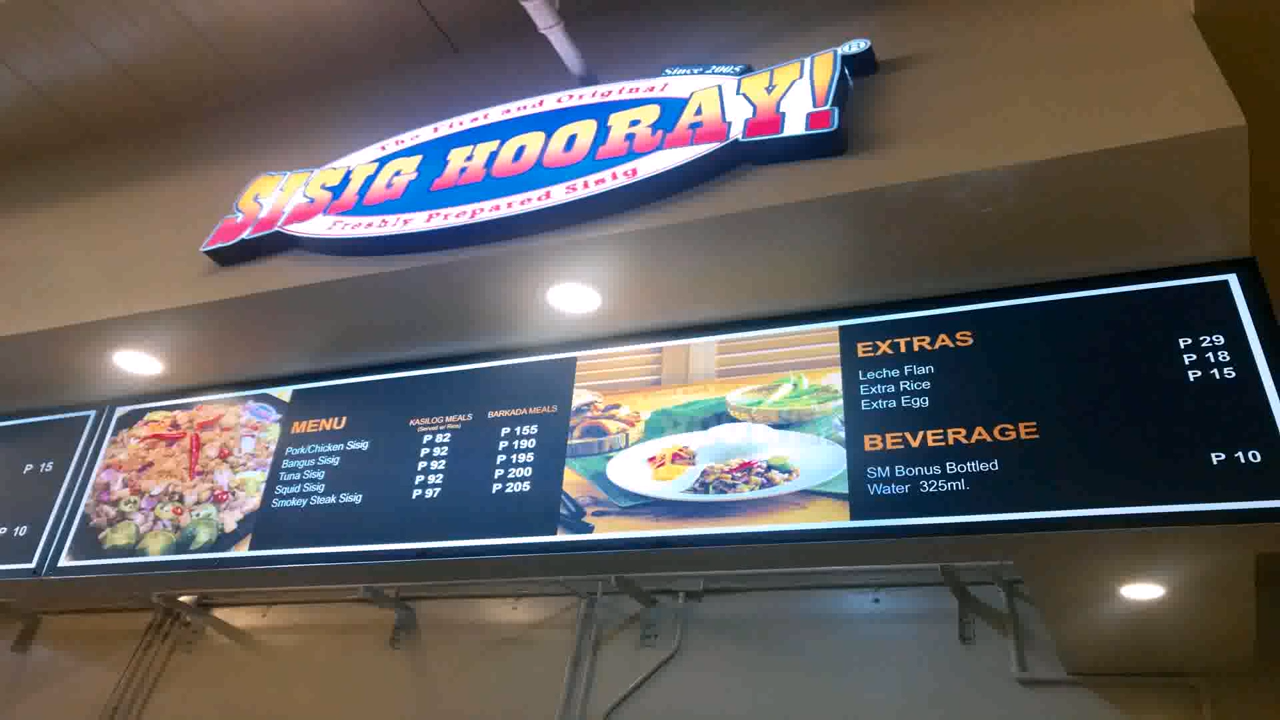 Since 2005
®
The First and Original
SISIG HOORAY!
Freshly Prepared Sisig
P 15
P 10
MENU
KASILOG MEALS
BARKADA MEALS
(Served w/ Rice)
Pork/Chicken Sisig P 82 P 155
Bangus Sisig P 92 P 190
Tuna Sisig P 92 P 195
Squid Sisig P 92 P 200
Smokey Steak Sisig P 97 P 205
EXTRAS
Leche Flan P 29
Extra Rice P 18
Extra Egg P 15
BEVERAGE
SM Bonus Bottled P 10
Water 325ml.